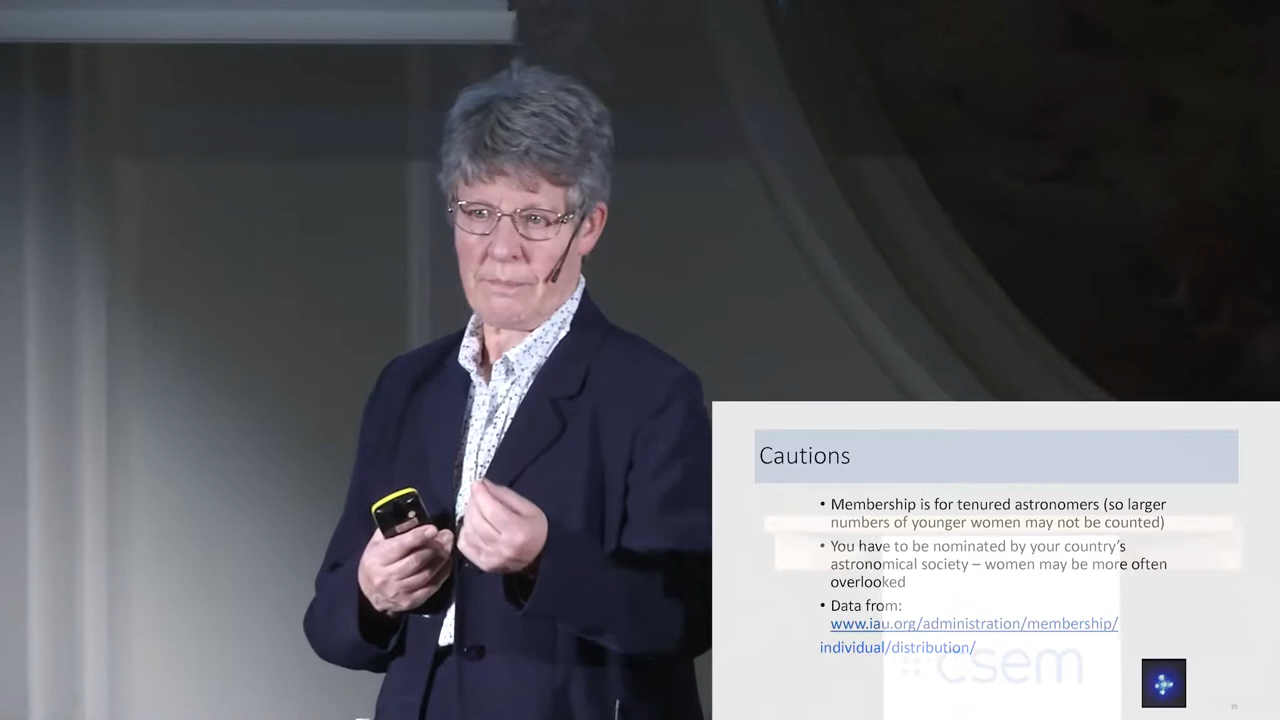 Cautions
• Membership is for tenured astronomers (so larger
numbers of younger women may not be counted)
• You have to be nominated by your country's
astronomical society – women may be more often
overlooked
• Data from:
www.iau.org/administration/membership/
individual/distribution/
csem